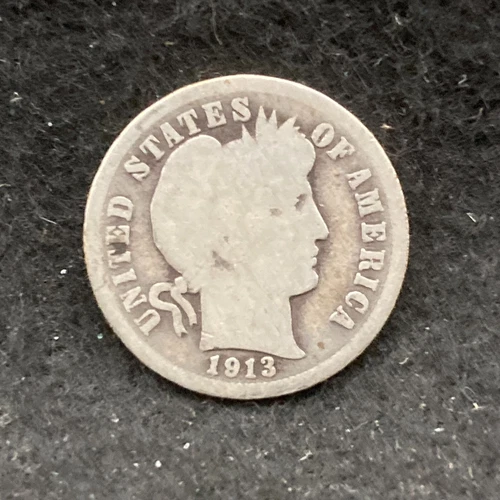 UNITED STATES OF AMERICA
1913